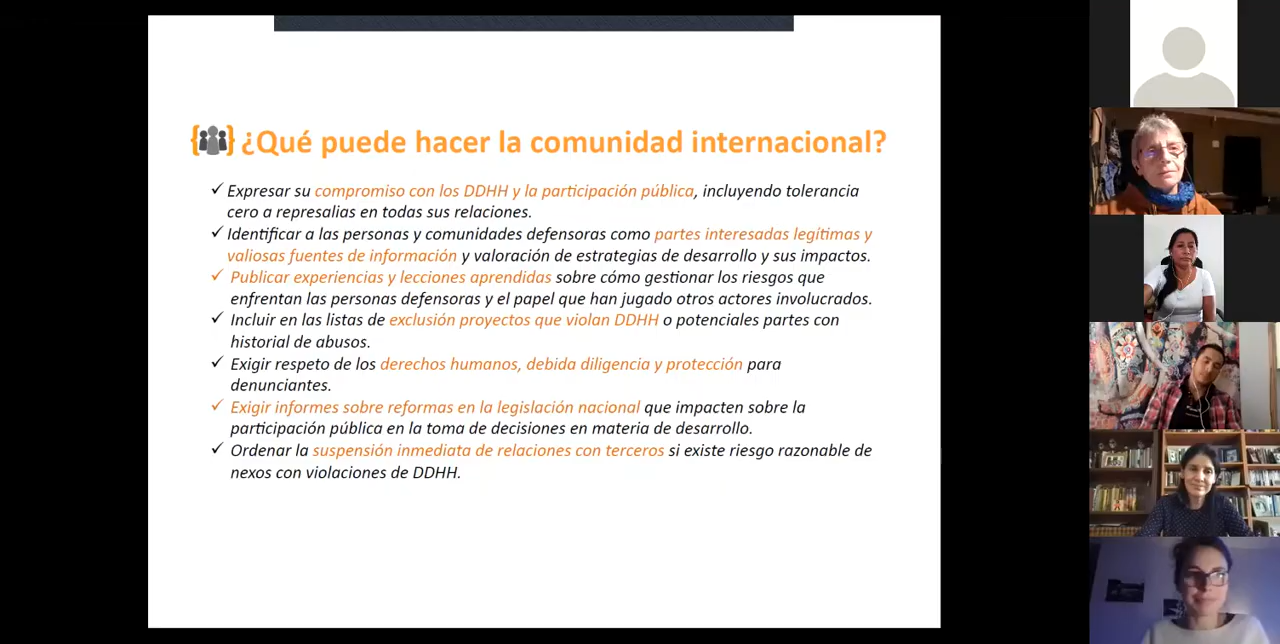 ¿Qué puede hacer la comunidad internacional?
✓ Expresar su compromiso con los DDHH y la participación pública, incluyendo tolerancia
cero a represalias en todas sus relaciones.
✓ Identificar a las personas y comunidades defensoras como partes interesadas legítimas y
valiosas fuentes de información y valoración de estrategias de desarrollo y sus impactos.
✓ Publicar experiencias y lecciones aprendidas sobre cómo gestionar los riesgos que
enfrentan las personas defensoras y el papel que han jugado otros actores involucrados.
✓ Incluir en las listas de exclusión proyectos que violan DDHH o potenciales partes con
historial de abusos.
✓ Exigir respeto de los derechos humanos, debida diligencia y protección para
denunciantes.
✓ Exigir informes sobre reformas en la legislación nacional que impacten sobre la
participación pública en la toma de decisiones en materia de desarrollo.
✓ Ordenar la suspensión inmediata de relaciones con terceros si existe riesgo razonable de
nexos con violaciones de DDHH.